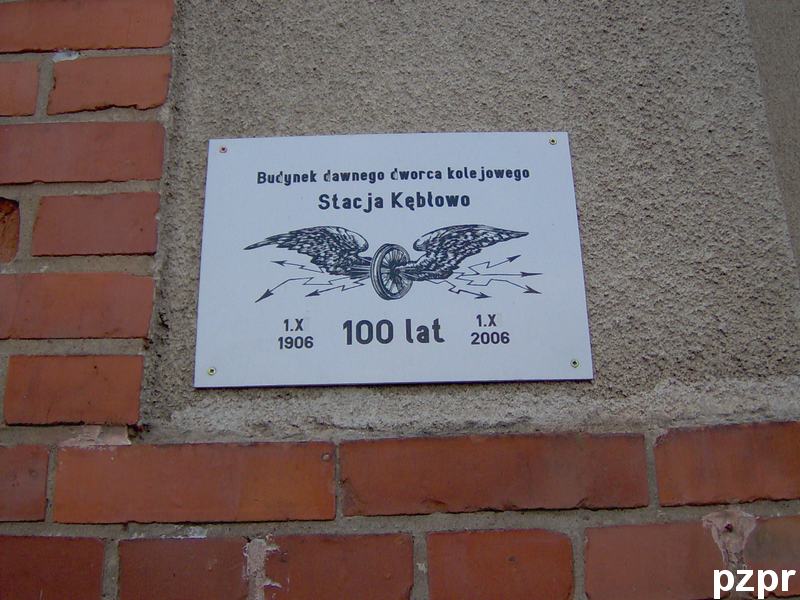 Budynek dawnego dworca kolejowego
Stacja Kębłowo
1.X 100 lat 1.X
1906 2006
pzpr